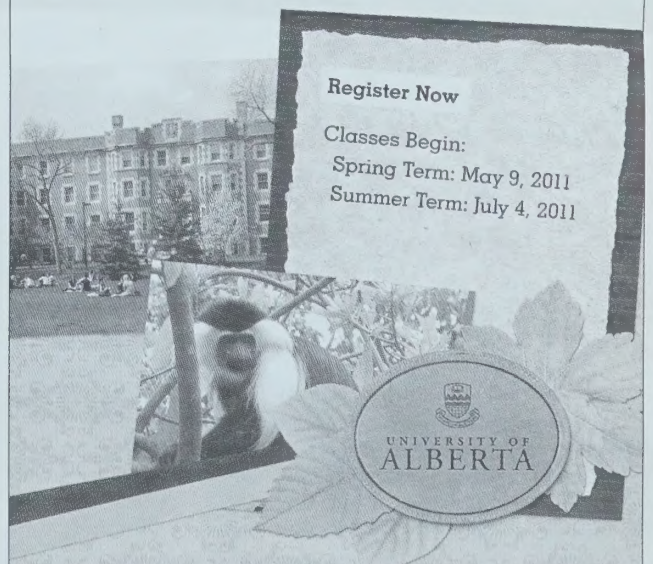 Register Now
Classes Begin:
Spring Term: May 9, 2011
Summer Term: July 4, 2011
UNIVERSITY OF
ALBERTA